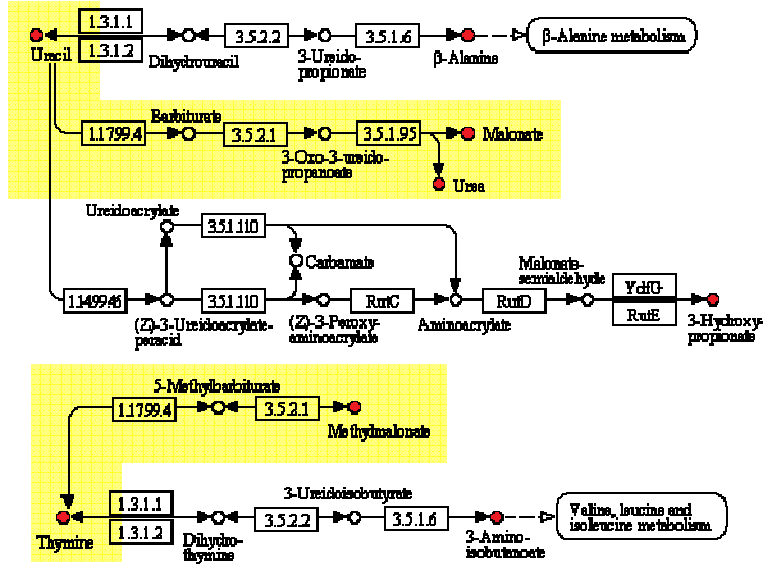 1.3.1.1
1.3.1.2
3.5.2.2
3.5.1.6
β-Alanine metabolism
Uracil
Dihydrouracil
3-Ureido-
propionate
β-Alanine
Barbiturate
1.1.799.4
3.5.2.1
3.5.1.95
Malonate
3-Oxo-3-ureido-
propanoate
Urea
Ureidoacrylate
3.5.1.110
Carbamate
Malonate-
semialdehyde
1.14.99.46
3.5.1.110
RutC
RutD
YdfG
RutE
(Z)-3-Ureidoacrylate-
peracid
(Z)-3-Peroxy-
aminoacrylate
Aminoacrylate
3-Hydroxy-
propionate
5-Methylbarbiturate
1.1.799.4
3.5.2.1
Methylmalonate
3-Ureidoisobutyrate
1.3.1.1
1.3.1.2
3.5.2.2
3.5.1.6
Valine, leucine and
isoleucine metabolism
Thymine
Dihydro-
thymine
3-Amino-
isobutanoate